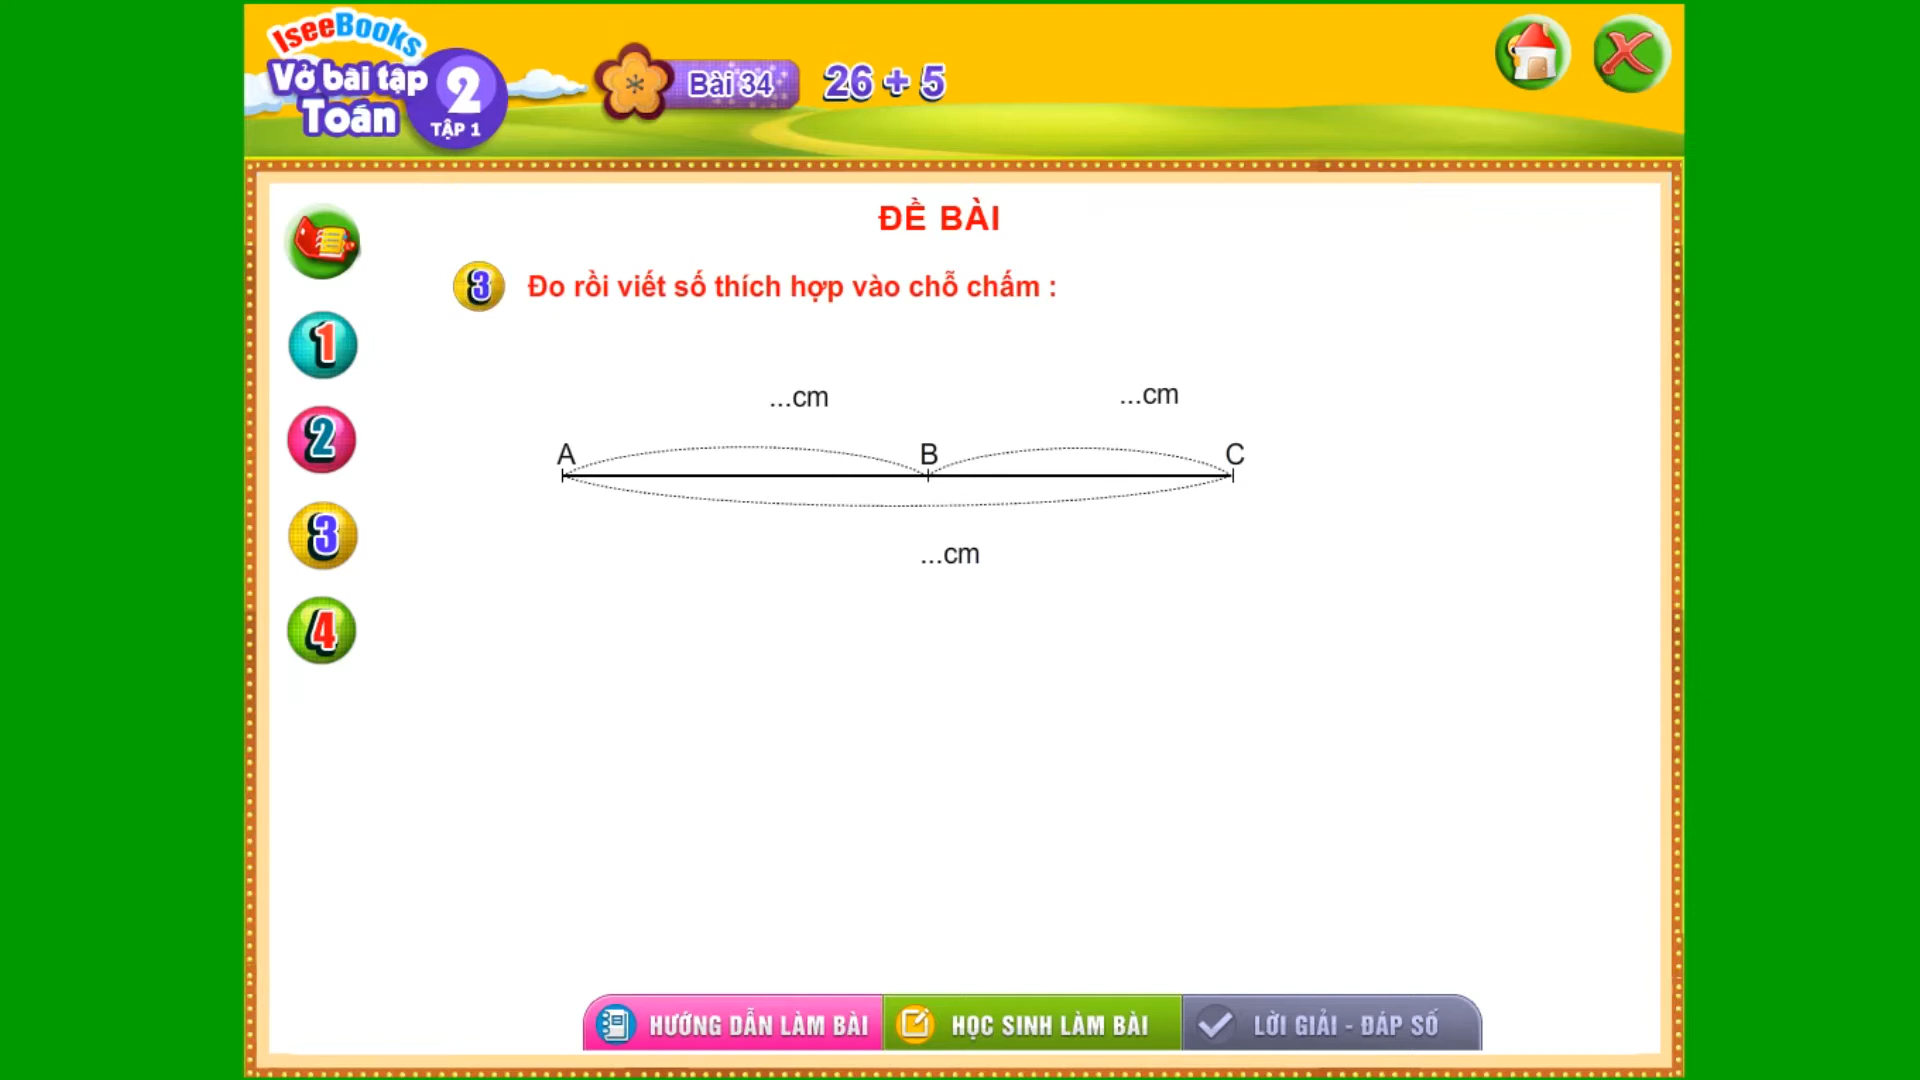 IseeBooks
Vở bài tập
Toán
2
TẬP 1
Bài 34
26 + 5
ĐỀ BÀI
3 Đo rồi viết số thích hợp vào chỗ chấm :
1
2
3
4
...cm ...cm
A B C
...cm
HƯỚNG DẪN LÀM BÀI
HỌC SINH LÀM BÀI
LỜI GIẢI - ĐÁP SỐ